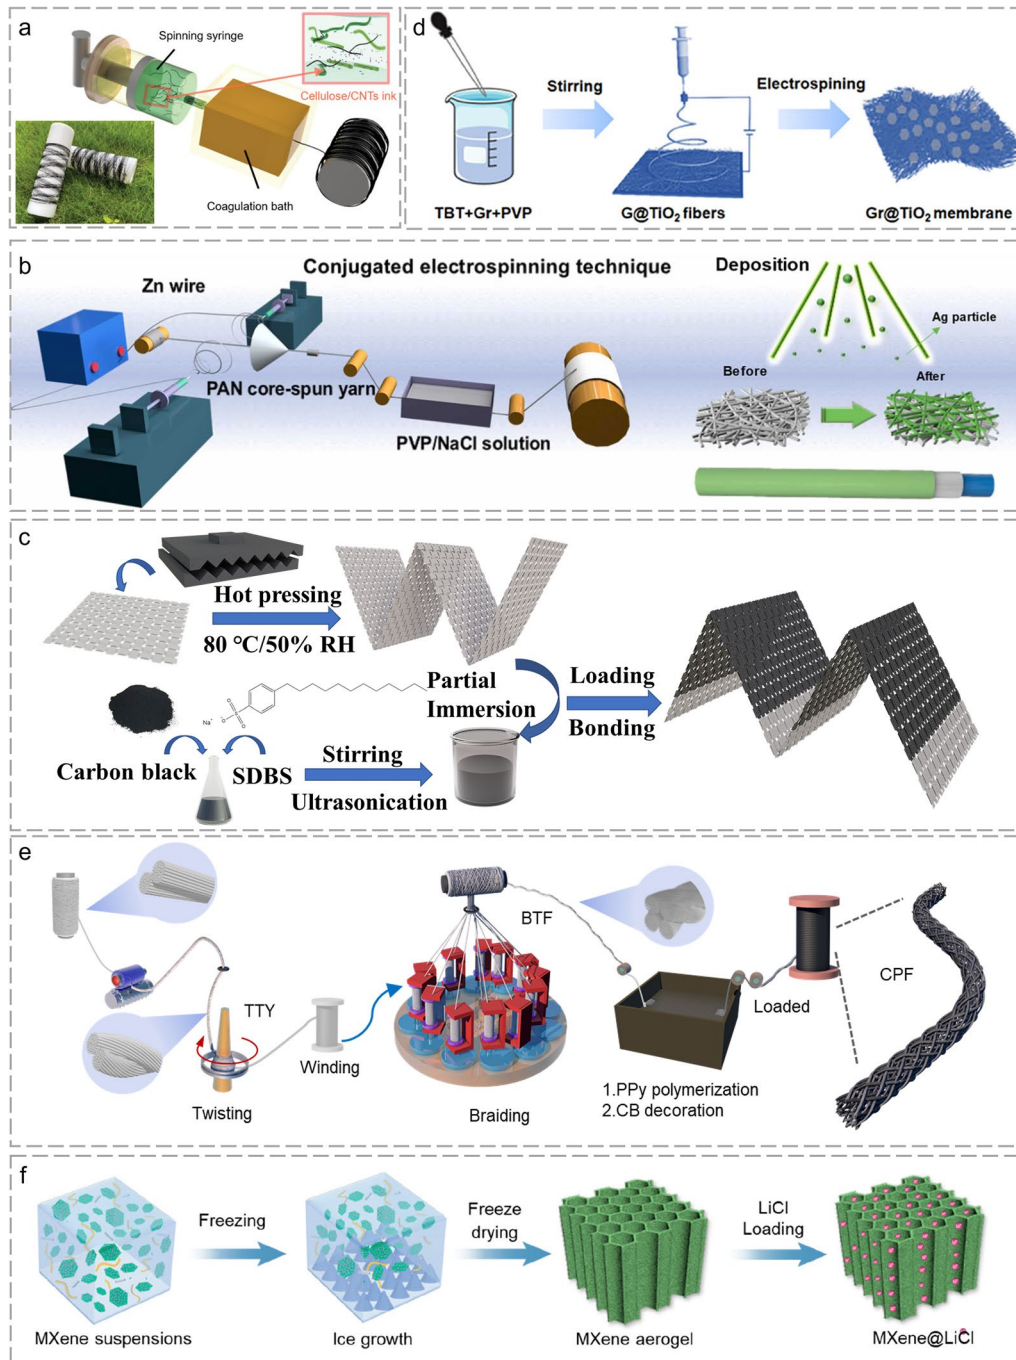 a
Spinning syringe
Cellulose/CNTs ink
Coagulation bath
d
Stirring
Electrospining
TBT+Gr+PVP
G@TiO₂ fibers
Gr@TiO₂ membrane
b
Conjugated electrospinning technique
Zn wire
PAN core-spun yarn
PVP/NaCl solution
Deposition
Ag particle
Before
After
c
Hot pressing
80 °C/50% RH
Partial
Immersion
Loading
Bonding
Na⁺
⁻O
S
O
O
Carbon black
SDBS
Stirring
Ultrasonication
e
TTY
Twisting
Winding
BTF
Braiding
1.PPy polymerization
2.CB decoration
Loaded
CPF
f
Freezing
Freeze
drying
LiCl
Loading
MXene suspensions
Ice growth
MXene aerogel
MXene@LiCl